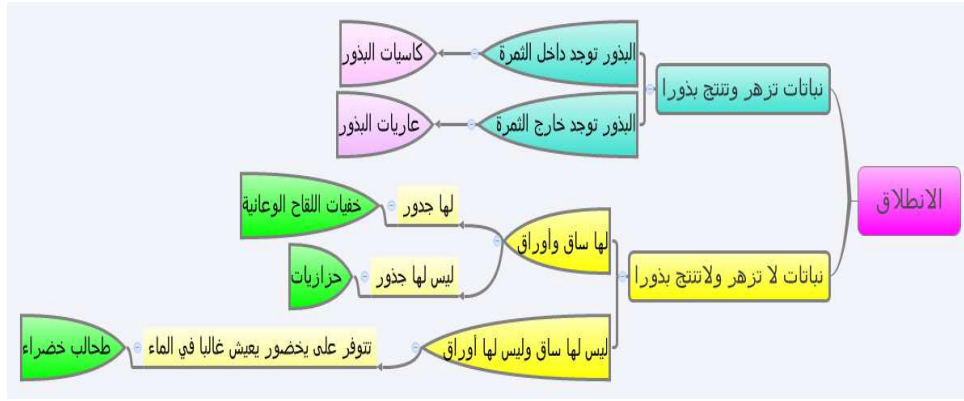 الانطلاق
نباتات تزهر وتنتج بذورا
البذور توجد داخل الثمرة
كاسيات البذور
البذور توجد خارج الثمرة
عاريات البذور
نباتات لا تزهر ولاتنتج بذورا
لها ساق وأوراق
لها جدور
خفيات اللقاح الوعائية
ليس لها جذور
حزازيات
ليس لها ساق وليس لها أوراق
تتوفر على يخضور يعيش غالبا في الماء
طحالب خضراء